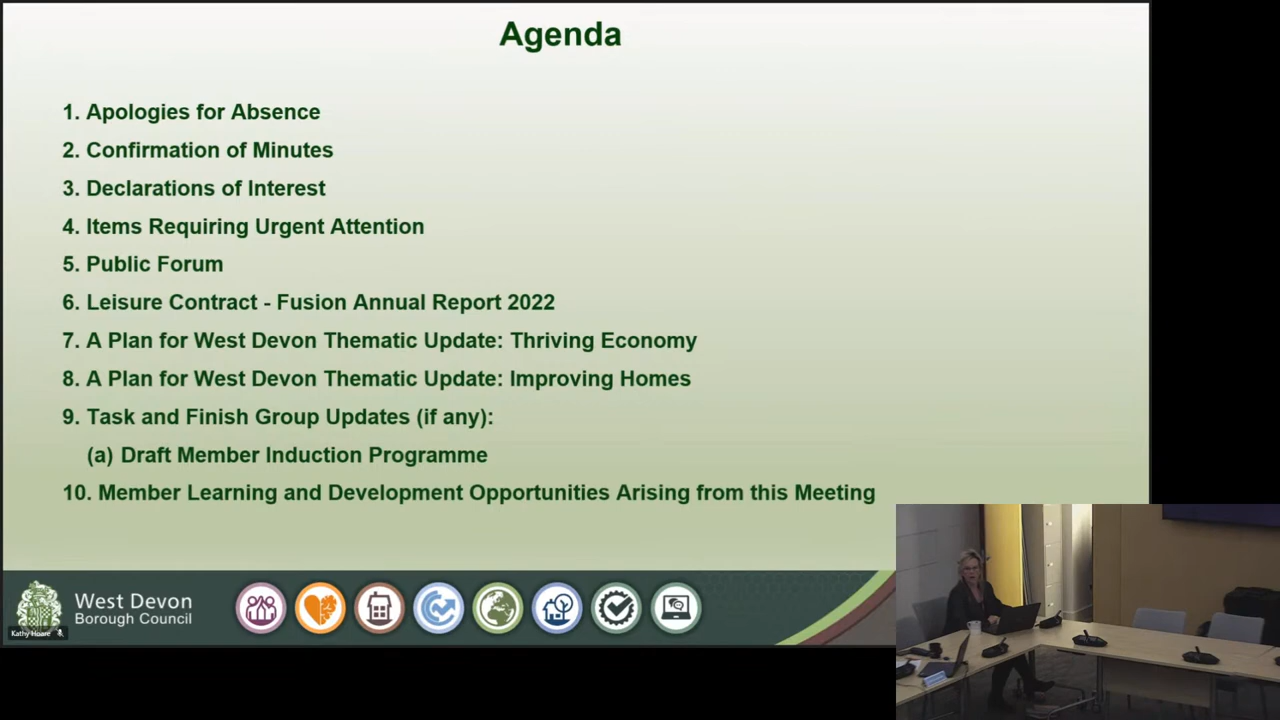 Agenda
1. Apologies for Absence
2. Confirmation of Minutes
3. Declarations of Interest
4. Items Requiring Urgent Attention
5. Public Forum
6. Leisure Contract - Fusion Annual Report 2022
7. A Plan for West Devon Thematic Update: Thriving Economy
8. A Plan for West Devon Thematic Update: Improving Homes
9. Task and Finish Group Updates (if any):
(a) Draft Member Induction Programme
10. Member Learning and Development Opportunities Arising from this Meeting
West Devon
Borough Council
Kathy Hoare